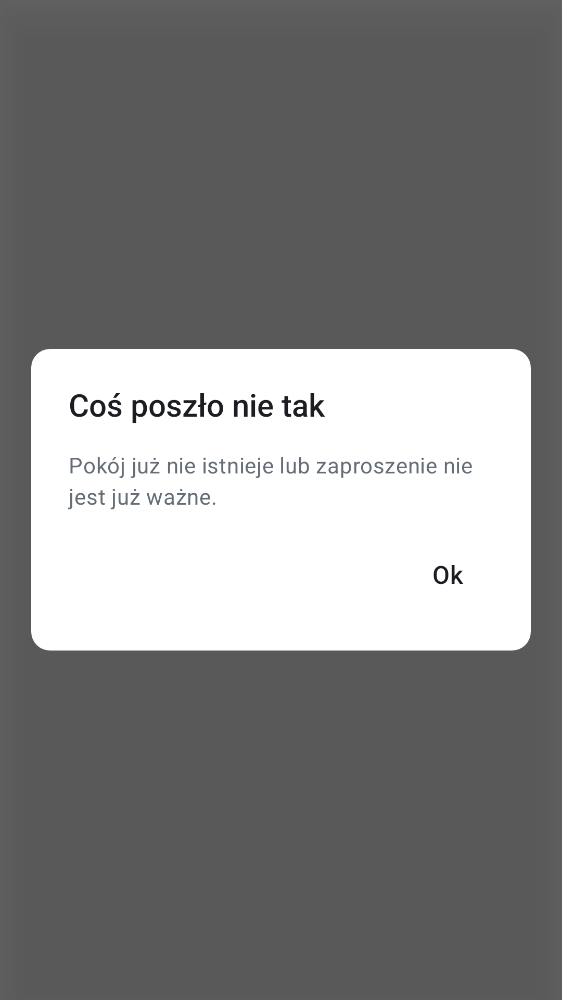 Coś poszło nie tak
Pokój już nie istnieje lub zaproszenie nie
jest już ważne.
Ok